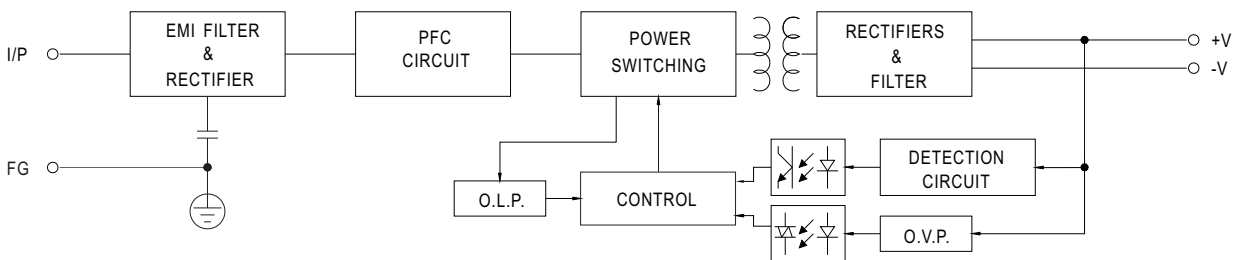 EMI FILTER
&
RECTIFIER
PFC
CIRCUIT
POWER
SWITCHING
RECTIFIERS
&
FILTER
I/P
+V
-V
FG
O.L.P.
CONTROL
DETECTION
CIRCUIT
O.V.P.